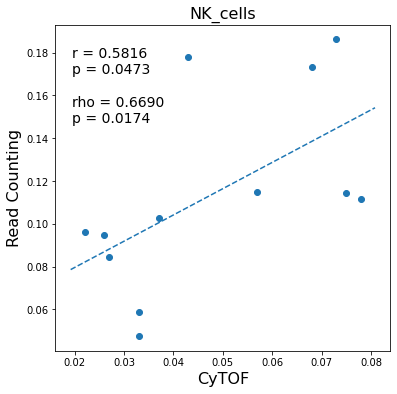 NK_cells
r = 0.5816
p = 0.0473
rho = 0.6690
p = 0.0174
Read Counting
0.18
0.16
0.14
0.12
0.10
0.08
0.06
0.02 0.03 0.04 0.05 0.06 0.07 0.08
CyTOF